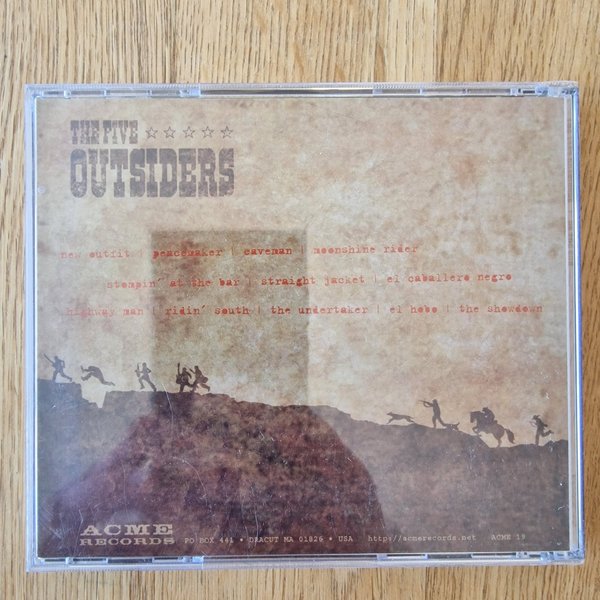 THE FIVE ☆☆☆☆☆
OUTSIDERS
new outfit | peacemaker | caveman | moonshine rider
stompin´ at the bar | straight jacket | el caballero negro
highway man | ridin´ south | the undertaker | el hobo | the showdown
ACME
RECORDS PO BOX 441 • DRACUT MA 01826 • USA http://acmerecords.net ACME 19